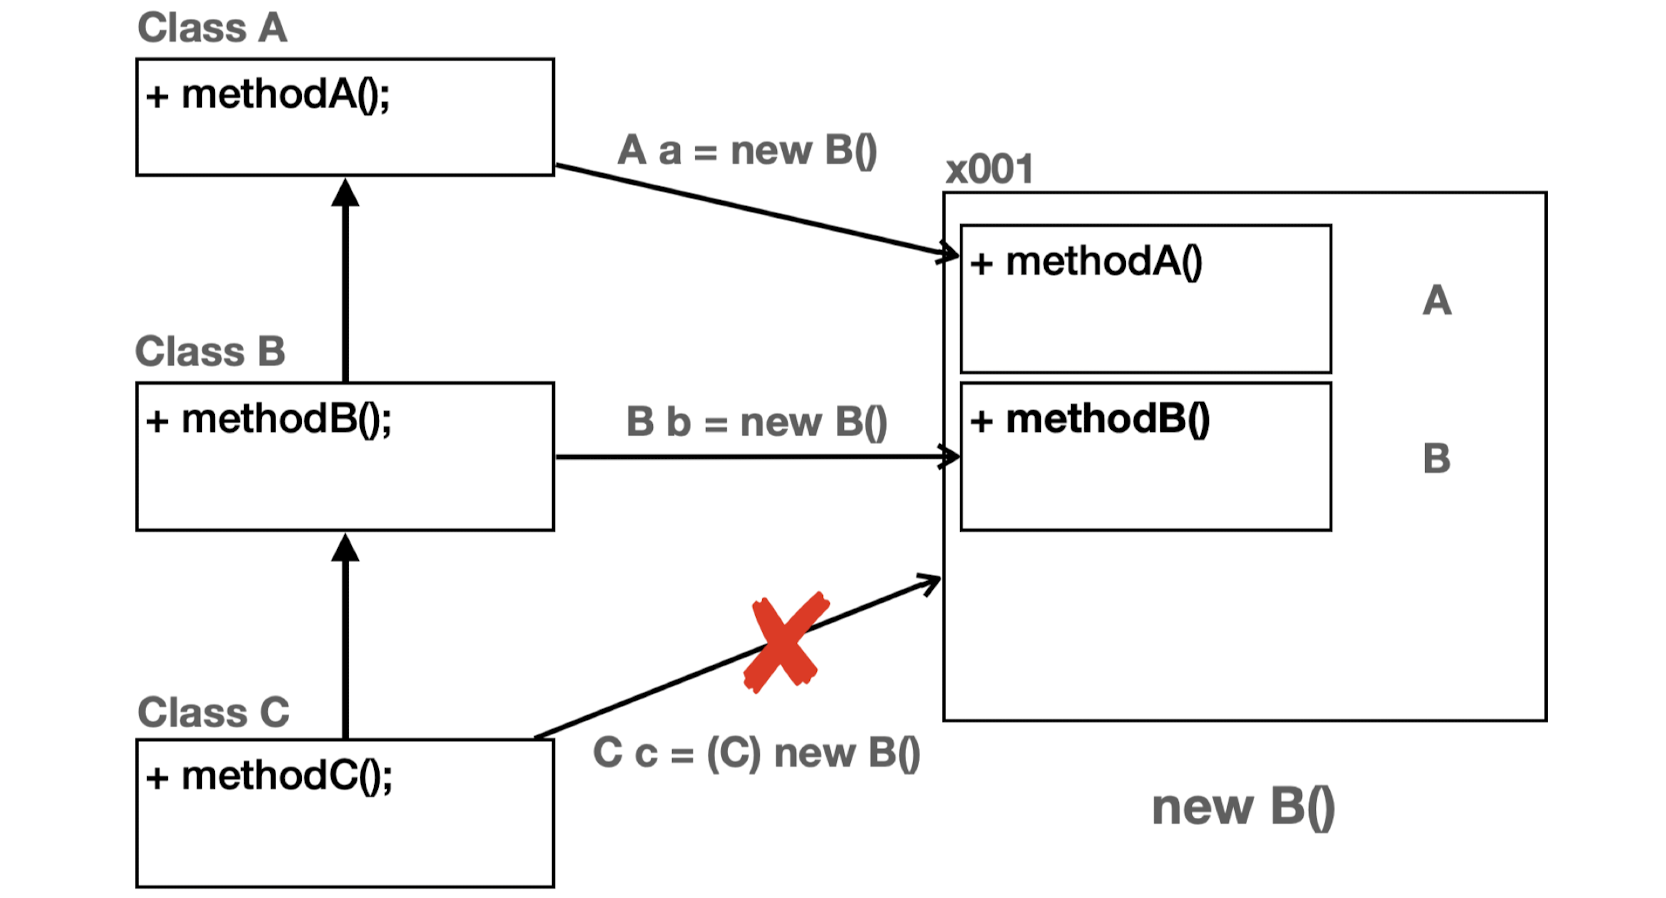 Class A
+ methodA();
A a = new B()
x001
+ methodA()
A
Class B
+ methodB();
B b = new B()
+ methodB()
B
Class C
+ methodC();
C c = (C) new B()
new B()